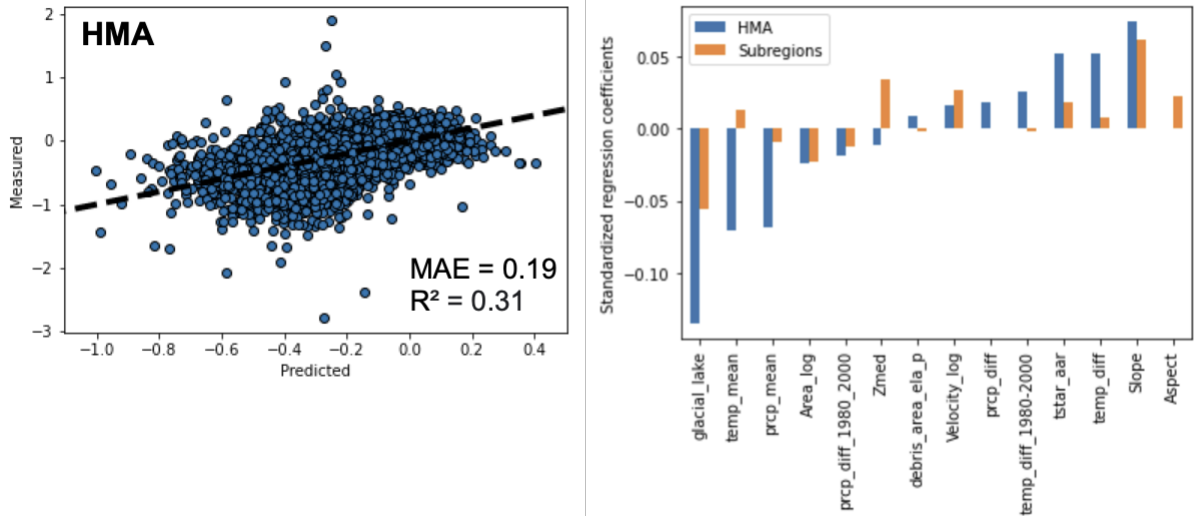 HMA
2
1
0
−1
−2
−3
Measured
MAE = 0.19
R² = 0.31
−1.0 −0.8 −0.6 −0.4 −0.2 0.0 0.2 0.4
Predicted
HMA
Subregions
0.05
0.00
−0.05
−0.10
Standardized regression coefficients
glacial_lake
temp_mean
prcp_mean
Area_log
prcp_diff_1980_2000
Zmed
debris_area_ela_p
Velocity_log
prcp_diff
temp_diff_1980-2000
tstar_aar
temp_diff
Slope
Aspect